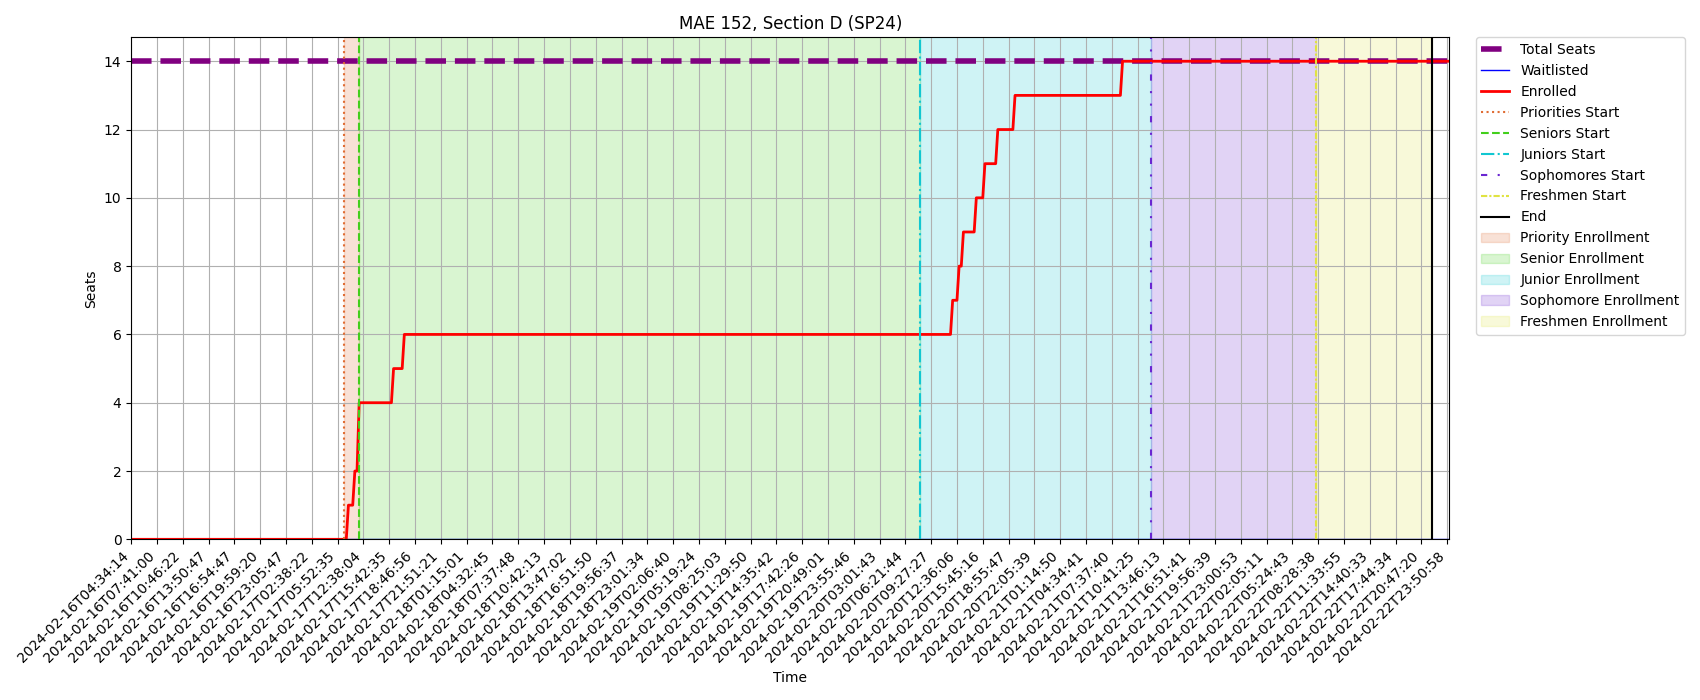 MAE 152, Section D (SP24)
Seats
14
12
10
8
6
4
2
0
2024-02-16T04:34:14
2024-02-16T07:41:00
2024-02-16T10:46:22
2024-02-16T13:50:47
2024-02-16T16:54:47
2024-02-16T19:59:20
2024-02-16T23:05:47
2024-02-17T02:38:22
2024-02-17T05:52:35
2024-02-17T12:38:04
2024-02-17T15:42:35
2024-02-17T18:46:56
2024-02-17T21:51:21
2024-02-18T01:15:01
2024-02-18T04:32:45
2024-02-18T07:37:48
2024-02-18T10:42:13
2024-02-18T13:47:02
2024-02-18T16:51:50
2024-02-18T19:56:37
2024-02-18T23:01:34
2024-02-19T02:06:40
2024-02-19T05:19:24
2024-02-19T08:25:03
2024-02-19T11:29:50
2024-02-19T14:35:42
2024-02-19T17:42:26
2024-02-19T20:49:01
2024-02-19T23:55:46
2024-02-20T03:01:43
2024-02-20T06:21:44
2024-02-20T09:27:27
2024-02-20T12:36:06
2024-02-20T15:45:16
2024-02-20T18:55:47
2024-02-20T22:05:39
2024-02-21T01:14:50
2024-02-21T04:34:41
2024-02-21T07:37:40
2024-02-21T10:41:25
2024-02-21T13:46:13
2024-02-21T16:51:41
2024-02-21T19:56:39
2024-02-21T23:00:53
2024-02-22T02:05:11
2024-02-22T05:24:43
2024-02-22T08:28:38
2024-02-22T11:33:55
2024-02-22T14:40:33
2024-02-22T17:44:34
2024-02-22T20:47:20
2024-02-22T23:50:58
Time
Total Seats
Waitlisted
Enrolled
Priorities Start
Seniors Start
Juniors Start
Sophomores Start
Freshmen Start
End
Priority Enrollment
Senior Enrollment
Junior Enrollment
Sophomore Enrollment
Freshmen Enrollment